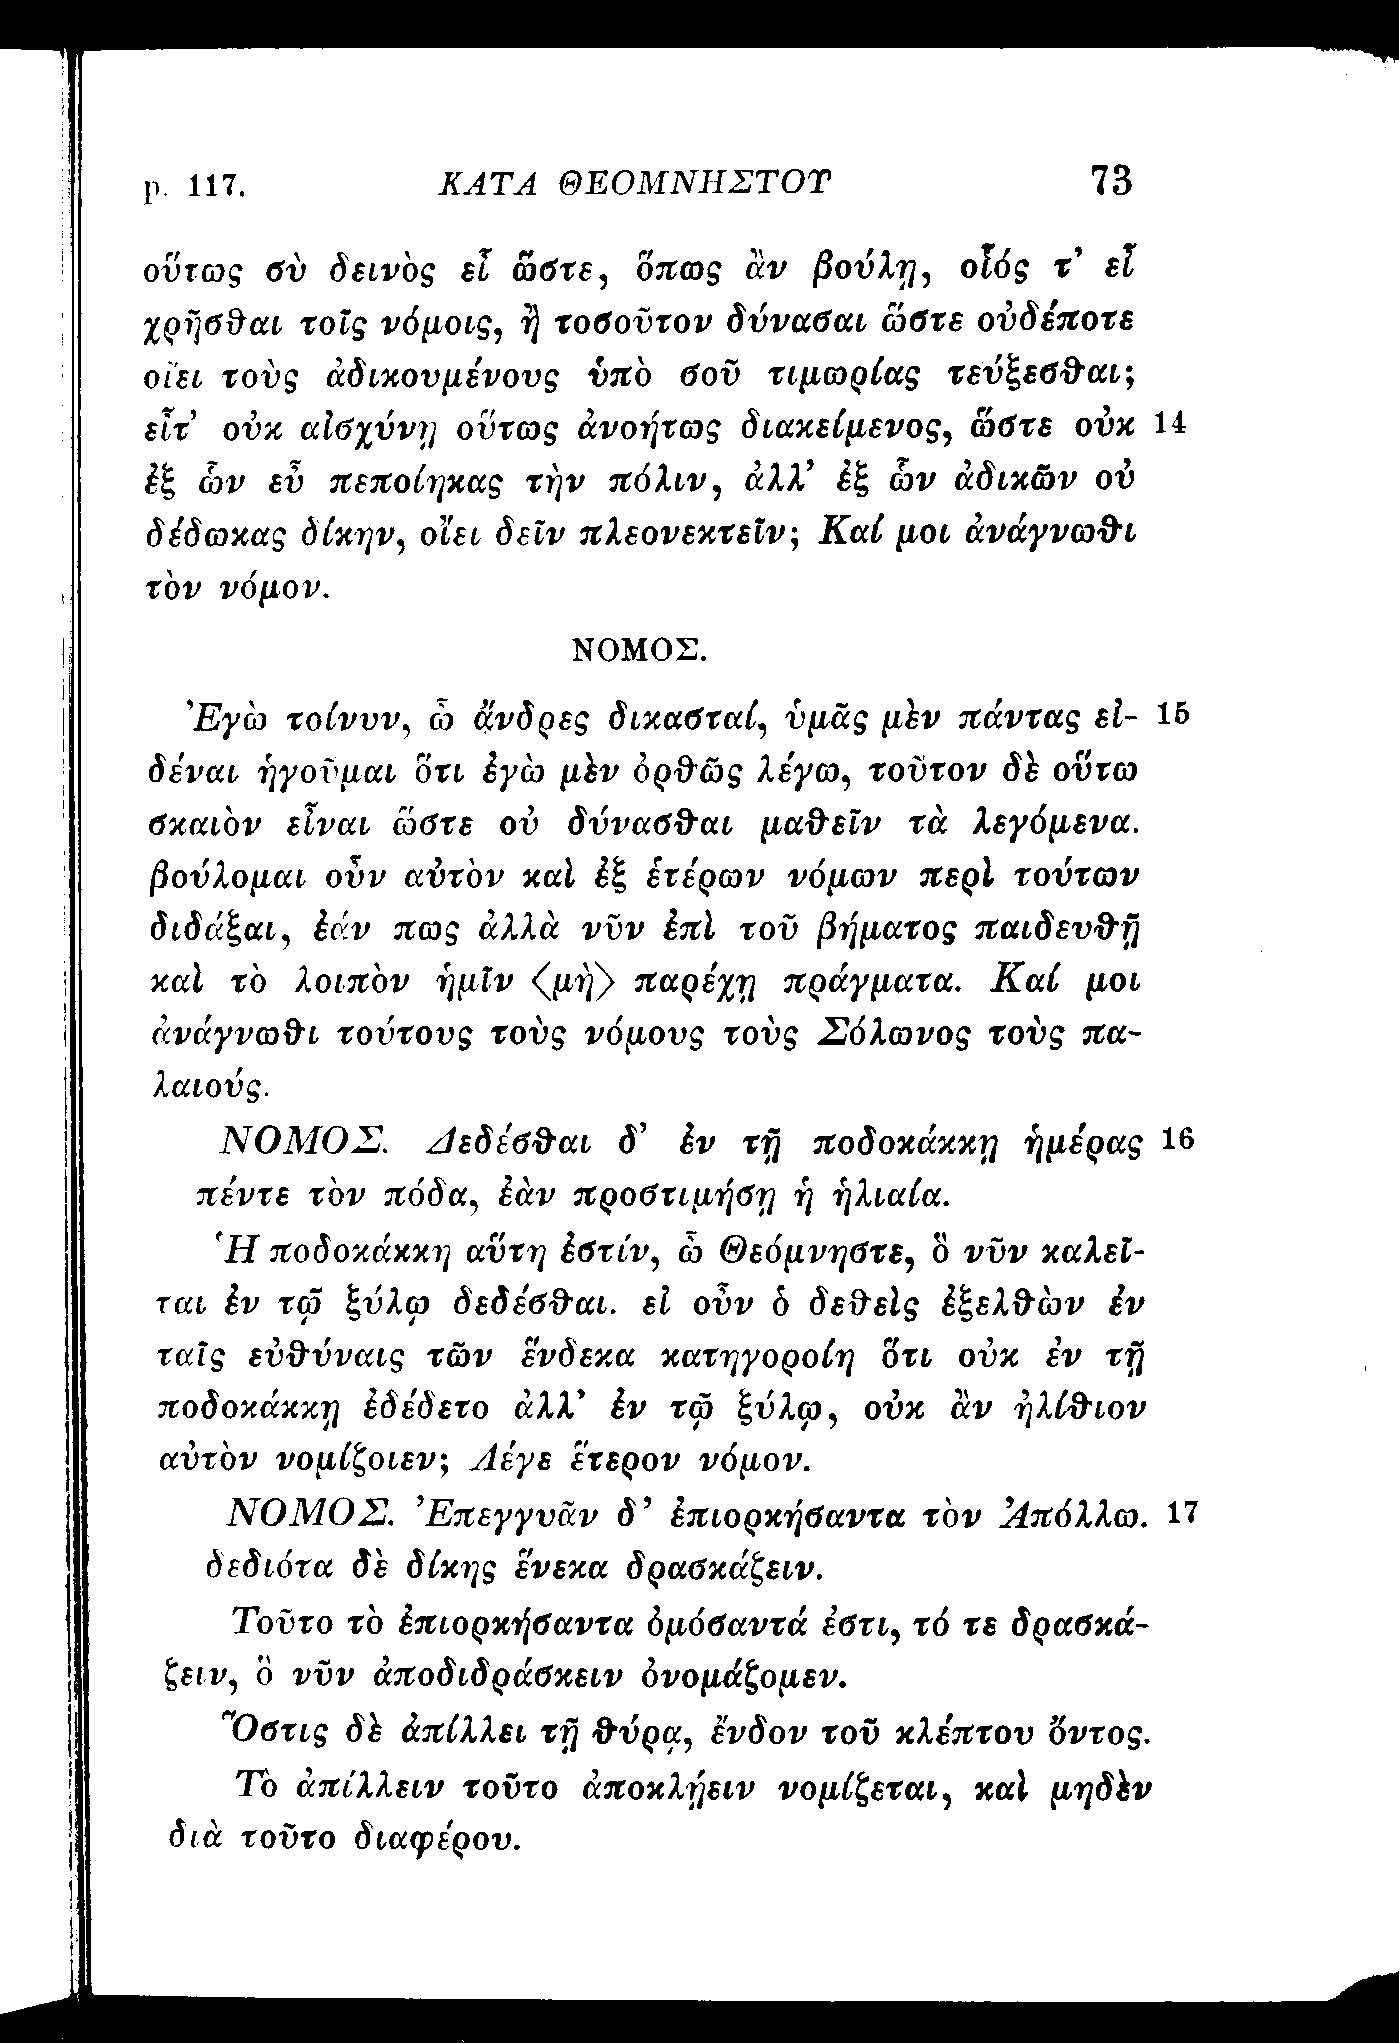 p. 117. ΚΑΤΑ ΘΕΟΜΝΗΣΤΟΥ 73
οὕτως σὺ δεινὸς εἶ ὥστε, ὅπως ἂν βούλῃ, οἷός τ᾽ εἶ
χρῆσθαι τοῖς νόμοις, ἢ τοσοῦτον δύνασαι ὥστε οὐδέποτε
οἴει τοὺς ἀδικουμένους ὑπὸ σοῦ τιμωρίας τεύξεσθαι;
εἶτ᾽ οὐκ αἰσχύνῃ οὕτως ἀνοήτως διακείμενος, ὥστε οὐκ 14
ἐξ ὧν εὖ πεποίηκας τὴν πόλιν, ἀλλ᾽ ἐξ ὧν ἀδικῶν οὐ
δέδωκας δίκην, οἴει δεῖν πλεονεκτεῖν; Καί μοι ἀνάγνωθι
τὸν νόμον.
ΝΟΜΟΣ.
Ἐγὼ τοίνυν, ὦ ἄνδρες δικασταί, ὑμᾶς μὲν πάντας εἰ- 15
δέναι ἡγοῦμαι ὅτι ἐγὼ μὲν ὀρθῶς λέγω, τοῦτον δὲ οὕτω
σκαιὸν εἶναι ὥστε οὐ δύνασθαι μαθεῖν τὰ λεγόμενα.
βούλομαι οὖν αὐτὸν καὶ ἐξ ἑτέρων νόμων περὶ τούτων
διδάξαι, ἐάν πως ἀλλὰ νῦν ἐπὶ τοῦ βήματος παιδευθῇ
καὶ τὸ λοιπὸν ἡμῖν ⟨μὴ⟩ παρέχῃ πράγματα. Καί μοι
ἀνάγνωθι τούτους τοὺς νόμους τοὺς Σόλωνος τοὺς πα-
λαιούς.
ΝΟΜΟΣ. Δεδέσθαι δ᾽ ἐν τῇ ποδοκάκκῃ ἡμέρας 16
πέντε τὸν πόδα, ἐὰν προστιμήσῃ ἡ ἡλιαία.
Ἡ ποδοκάκκη αὕτη ἐστίν, ὦ Θεόμνηστε, ὃ νῦν καλεῖ-
ται ἐν τῷ ξύλῳ δεδέσθαι. εἰ οὖν ὁ δεθεὶς ἐξελθὼν ἐν
ταῖς εὐθύναις τῶν ἕνδεκα κατηγοροίη ὅτι οὐκ ἐν τῇ
ποδοκάκκῃ ἐδέδετο ἀλλ᾽ ἐν τῷ ξύλῳ, οὐκ ἂν ἠλίθιον
αὐτὸν νομίζοιεν; Λέγε ἕτερον νόμον.
ΝΟΜΟΣ. Ἐπεγγυᾶν δ᾽ ἐπιορκήσαντα τὸν Ἀπόλλω. 17
δεδιότα δὲ δίκης ἕνεκα δρασκάζειν.
Τοῦτο τὸ ἐπιορκήσαντα ὀμόσαντά ἐστι, τό τε δρασκά-
ζειν, ὃ νῦν ἀποδιδράσκειν ὀνομάζομεν.
Ὅστις δὲ ἀπίλλει τῇ θύρᾳ, ἔνδον τοῦ κλέπτου ὄντος.
Τὸ ἀπίλλειν τοῦτο ἀποκλῄειν νομίζεται, καὶ μηδὲν
διὰ τοῦτο διαφέρου.